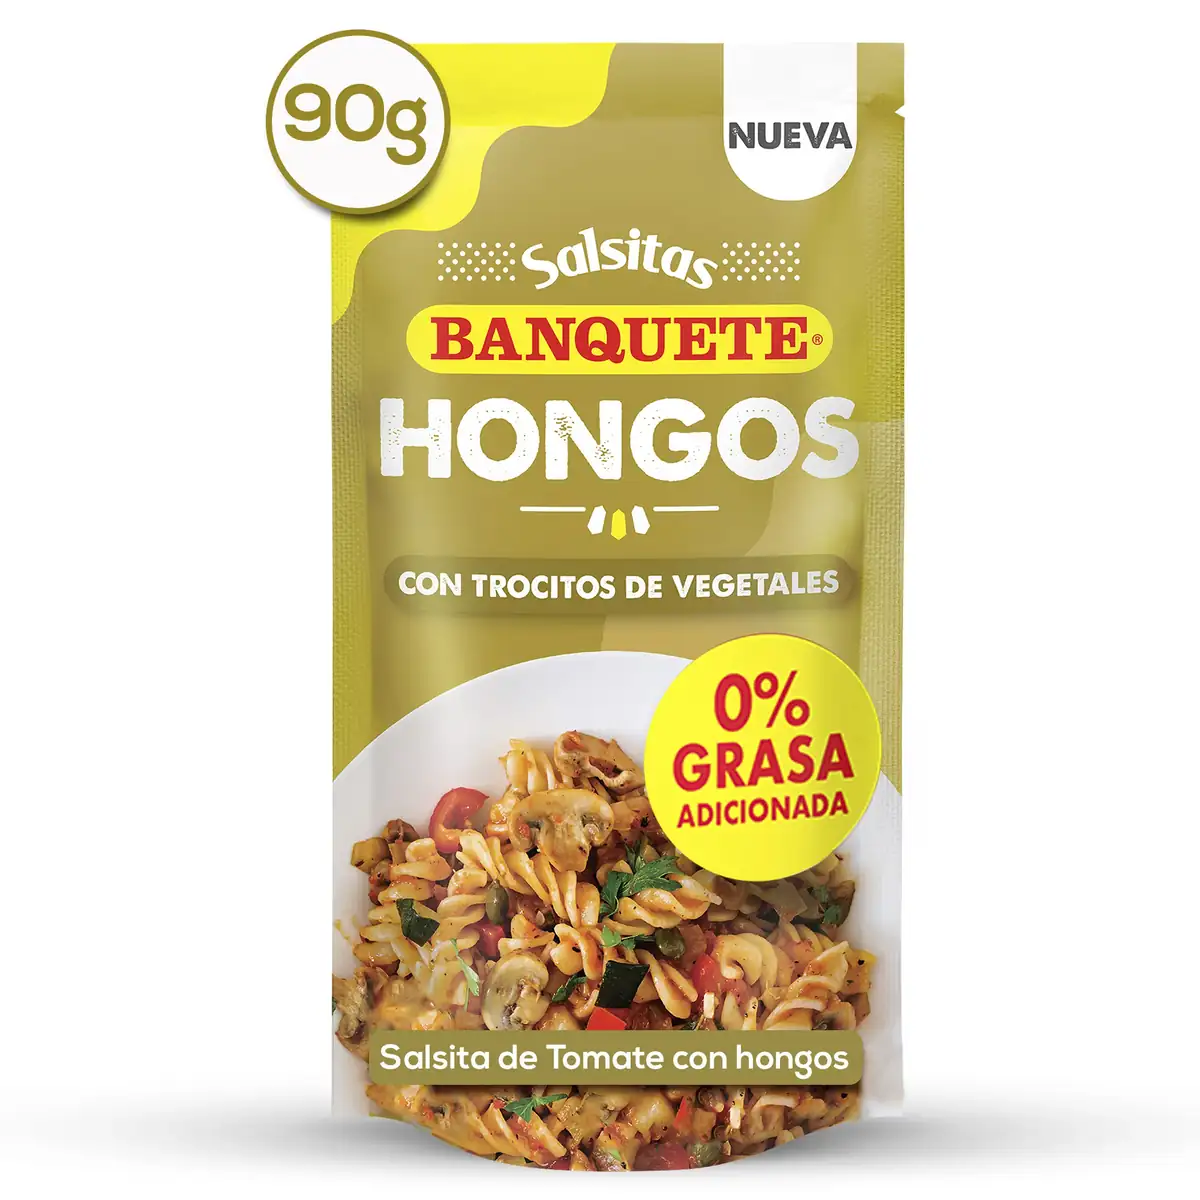 90g
NUEVA
Salsitas
BANQUETE®
HONGOS
CON TROCITOS DE VEGETALES
0%
GRASA
ADICIONADA
Salsita de Tomate con hongos